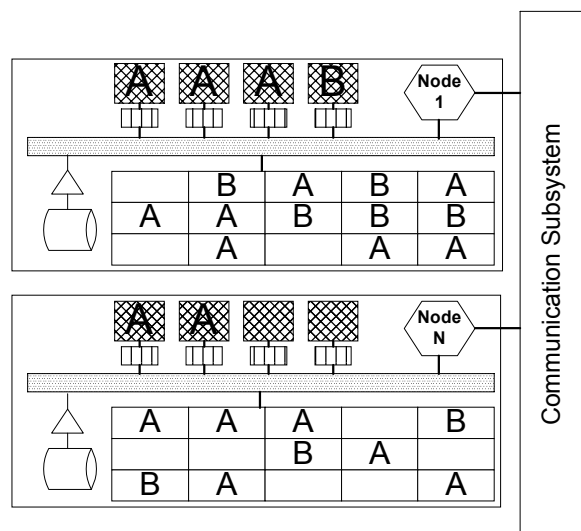 A A A B
Node
1
B A B A
A A B B B
A A A
A A
Node
N
A A A B
B A
B A A
Communication Subsystem